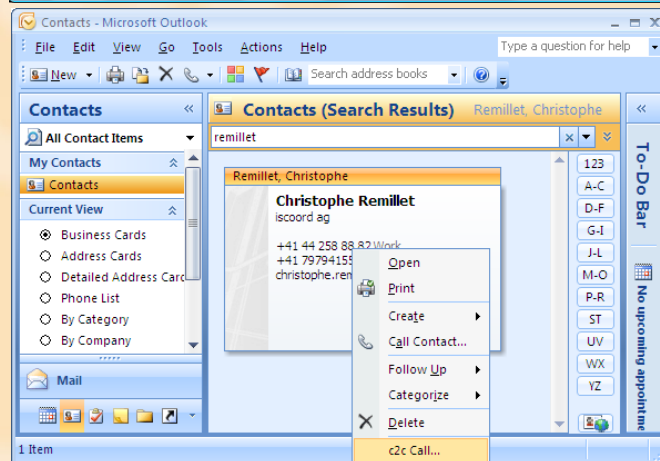 Contacts - Microsoft Outlook
File Edit View Go Tools Actions Help
Type a question for help
New
Search address books
Contacts «
All Contact Items
My Contacts
Contacts
Current View
Business Cards
Address Cards
Detailed Address Card
Phone List
By Category
By Company
Mail
1 Item
Contacts (Search Results) Remillet, Christophe
remillet
Remillet, Christophe
Christophe Remillet
iscoord ag
+41 44 258 88 82 Work
+41 79794155
christophe.rem
Open
Print
Create
Call Contact...
Follow Up
Categorize
Delete
c2c Call...
123
A-C
D-F
G-I
J-L
M-O
P-R
ST
UV
WX
YZ
«
To-Do Bar
No upcoming appointme